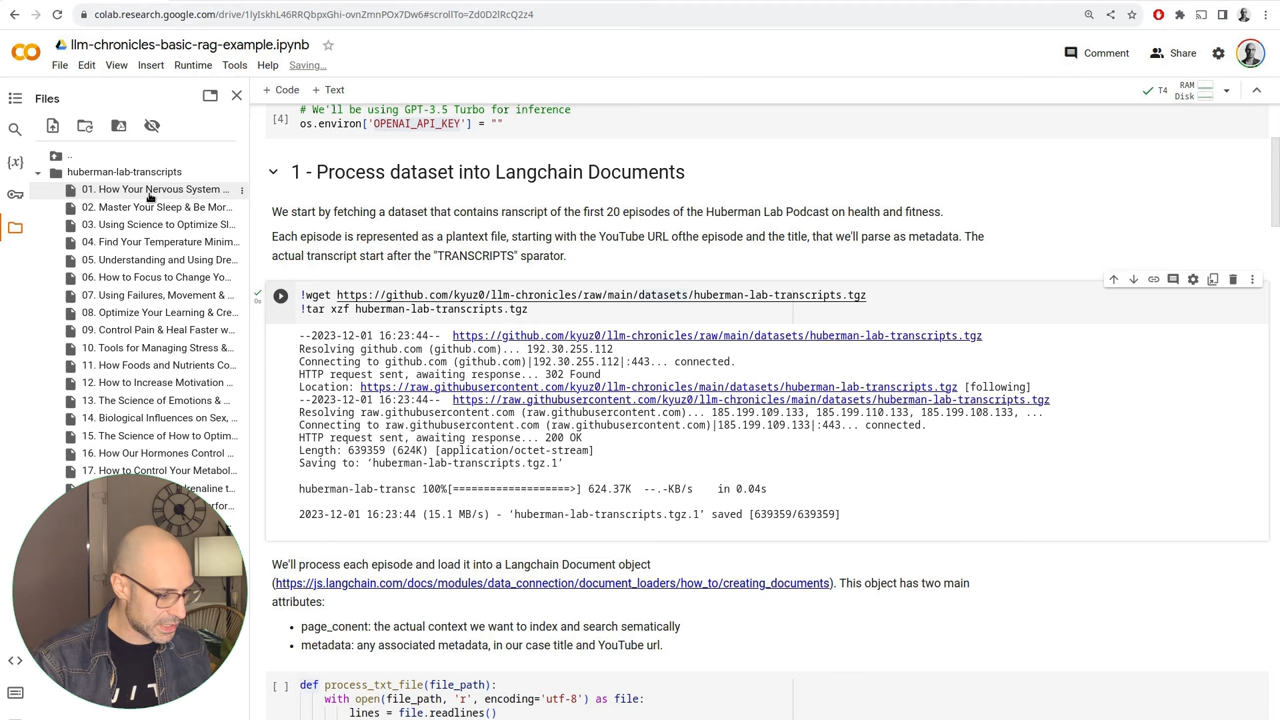 colab.research.google.com/drive/1lyIskhL46RRQbpxGhi-ovnZmnPOx7Dw6#scrollTo=Zd0D2lRcQ2z4
llm-chronicles-basic-rag-example.ipynb
File Edit View Insert Runtime Tools Help Saving...
Comment
Share
Files
+ Code + Text
RAM
Disk
T4
..
huberman-lab-transcripts
01. How Your Nervous System ...
02. Master Your Sleep & Be Mor...
03. Using Science to Optimize Sl...
04. Find Your Temperature Minim...
05. Understanding and Using Dre...
06. How to Focus to Change Yo...
07. Using Failures, Movement & ...
08. Optimize Your Learning & Cre...
09. Control Pain & Heal Faster w...
10. Tools for Managing Stress &...
11. How Foods and Nutrients Co...
12. How to Increase Motivation ...
13. The Science of Emotions & ...
14. Biological Influences on Sex, ...
15. The Science of How to Optim...
16. How Our Hormones Control ...
17. How to Control Your Metabol...
# We'll be using GPT-3.5 Turbo for inference
[4] os.environ['OPENAI_API_KEY'] = ""
1 - Process dataset into Langchain Documents
We start by fetching a dataset that contains ranscript of the first 20 episodes of the Huberman Lab Podcast on health and fitness.
Each episode is represented as a plantext file, starting with the YouTube URL ofthe episode and the title, that we'll parse as metadata. The
actual transcript start after the "TRANSCRIPTS" sparator.
!wget https://github.com/kyuz0/llm-chronicles/raw/main/datasets/huberman-lab-transcripts.tgz
!tar xzf huberman-lab-transcripts.tgz
0s
--2023-12-01 16:23:44-- https://github.com/kyuz0/llm-chronicles/raw/main/datasets/huberman-lab-transcripts.tgz
Resolving github.com (github.com)... 192.30.255.112
Connecting to github.com (github.com)|192.30.255.112|:443... connected.
HTTP request sent, awaiting response... 302 Found
Location: https://raw.githubusercontent.com/kyuz0/llm-chronicles/main/datasets/huberman-lab-transcripts.tgz [following]
--2023-12-01 16:23:44-- https://raw.githubusercontent.com/kyuz0/llm-chronicles/main/datasets/huberman-lab-transcripts.tgz
Resolving raw.githubusercontent.com (raw.githubusercontent.com)... 185.199.109.133, 185.199.110.133, 185.199.108.133, ...
Connecting to raw.githubusercontent.com (raw.githubusercontent.com)|185.199.109.133|:443... connected.
HTTP request sent, awaiting response... 200 OK
Length: 639359 (624K) [application/octet-stream]
Saving to: ‘huberman-lab-transcripts.tgz.1’
huberman-lab-transc 100%[===================>] 624.37K --.-KB/s in 0.04s
2023-12-01 16:23:44 (15.1 MB/s) - ‘huberman-lab-transcripts.tgz.1’ saved [639359/639359]
We'll process each episode and load it into a Langchain Document object
(https://js.langchain.com/docs/modules/data_connection/document_loaders/how_to/creating_documents). This object has two main
attributes:
• page_conent: the actual context we want to index and search sematically
• metadata: any associated metadata, in our case title and YouTube url.
[ ] def process_txt_file(file_path):
with open(file_path, 'r', encoding='utf-8') as file:
lines = file.readlines()